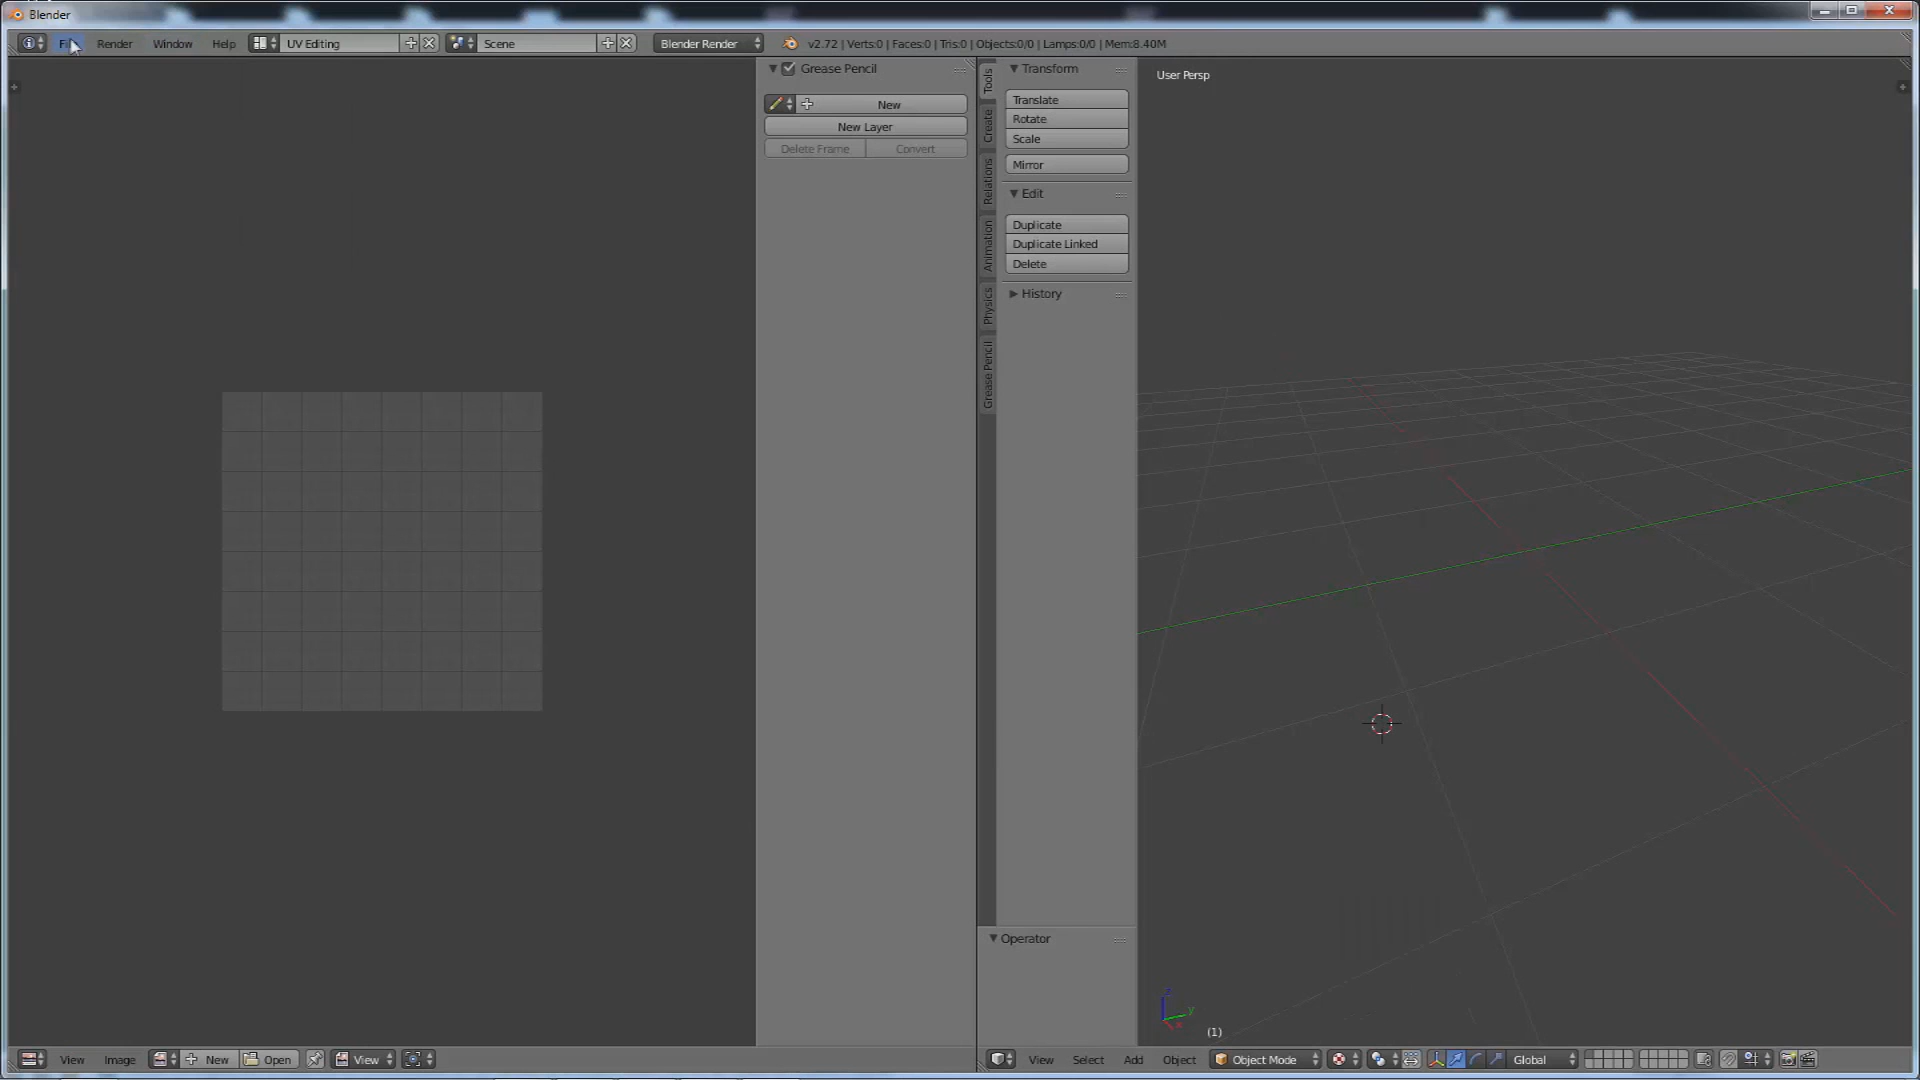 Blender
Render Window Help UV Editing Scene Blender Render v2.72 | Verts:0 | Faces:0 | Tris:0 | Objects:0/0 | Lamps:0/0 | Mem:8.40M
Grease Pencil
New
New Layer
Delete Frame Convert
Tools
Create
Relations
Animation
Physics
Grease Pencil
Transform
Translate
Rotate
Scale
Mirror
Edit
Duplicate
Duplicate Linked
Delete
History
Operator
User Persp
z
y
x
(1)
View Image New Open View
View Select Add Object Object Mode Global